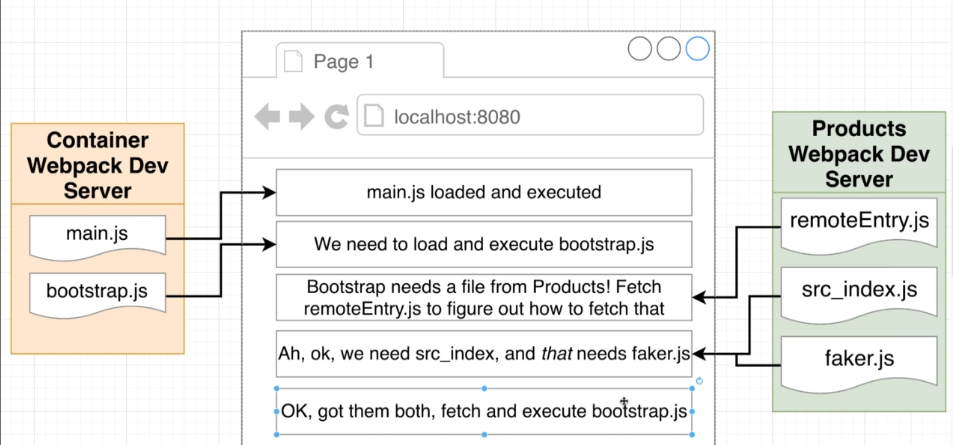 Page 1
localhost:8080
Container
Webpack Dev
Server
main.js
bootstrap.js
main.js loaded and executed
We need to load and execute bootstrap.js
Bootstrap needs a file from Products! Fetch
remoteEntry.js to figure out how to fetch that
Ah, ok, we need src_index, and that needs faker.js
OK, got them both, fetch and execute bootstrap.js
Products
Webpack Dev
Server
remoteEntry.js
src_index.js
faker.js